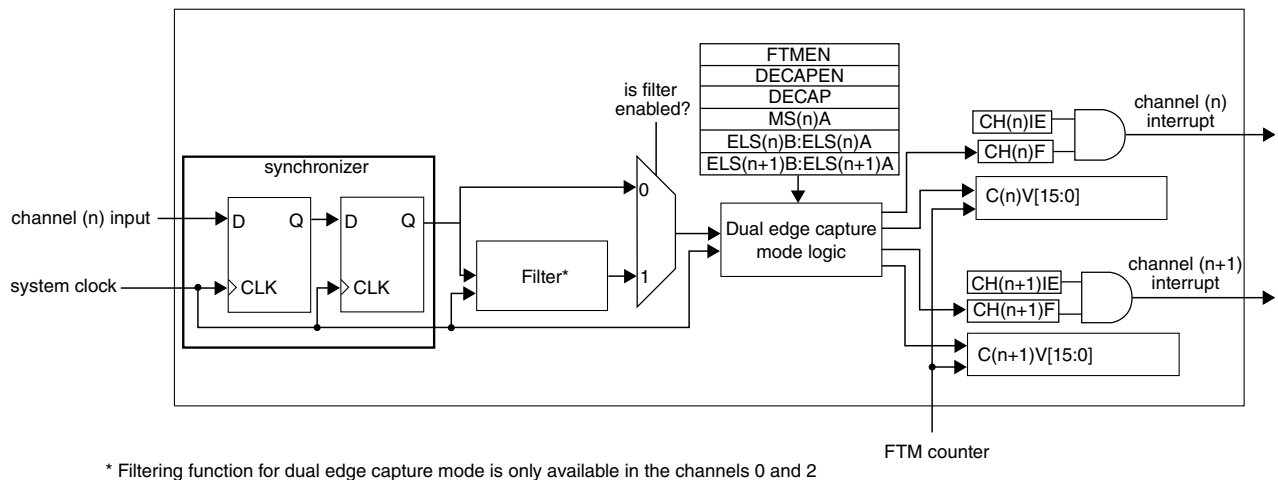 FTMEN
DECAPEN
DECAP
MS(n)A
ELS(n)B:ELS(n)A
ELS(n+1)B:ELS(n+1)A
is filter
enabled?
synchronizer
channel (n) input
system clock
D Q
CLK
D Q
CLK
Filter*
0
1
Dual edge capture
mode logic
CH(n)IE
CH(n)F
channel (n)
interrupt
C(n)V[15:0]
CH(n+1)IE
CH(n+1)F
channel (n+1)
interrupt
C(n+1)V[15:0]
FTM counter
* Filtering function for dual edge capture mode is only available in the channels 0 and 2